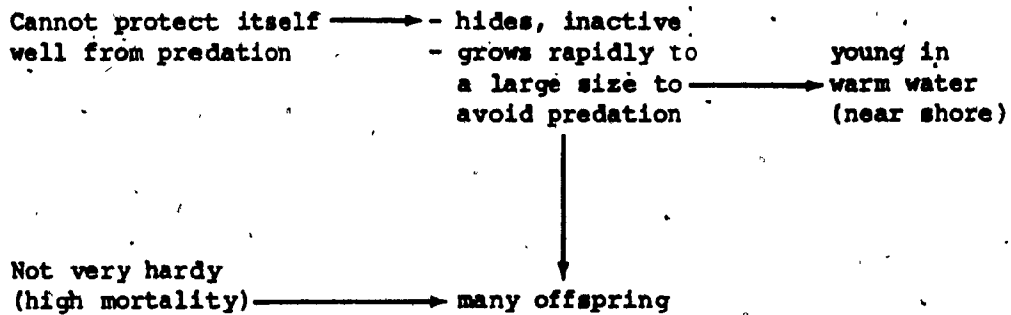 Cannot protect itself
well from predation
- hides, inactive
- grows rapidly to
a large size to
avoid predation
young in
warm water
(near shore)
Not very hardy
(high mortality)
many offspring